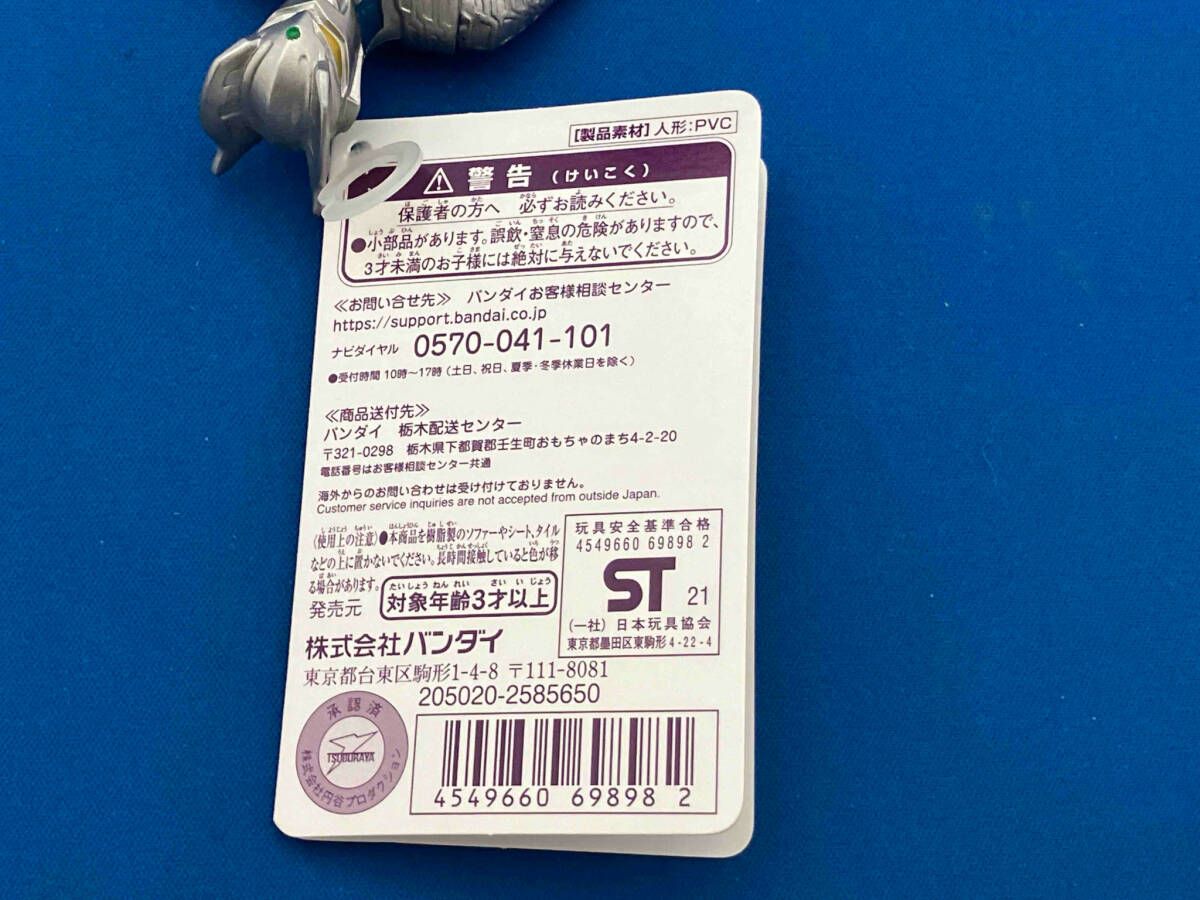 [製品素材]人形:PVC
警告 (けいこく)
保護者の方へ 必ずお読みください。
●小部品があります。誤飲・窒息の危険がありますので、
3才未満のお子様には絶対に与えないでください。
≪お問い合せ先≫ バンダイお客様相談センター
https://support.bandai.co.jp
ナビダイヤル 0570-041-101
●受付時間 10時～17時(土日、祝日、夏季・冬季休業日を除く)
≪商品送付先≫
バンダイ 栃木配送センター
〒321-0298 栃木県下都賀郡壬生町おもちゃのまち4-2-20
電話番号はお客様相談センター共通
海外からのお問い合わせは受け付けておりません。
Customer service inquiries are not accepted from outside Japan.
〈使用上の注意〉●本商品を樹脂製のソファーやシート、タイル
などの上に置かないでください。長時間接触していると色が移
る場合があります。
対象年齢3才以上
発売元
株式会社バンダイ
東京都台東区駒形1-4-8 〒111-8081
205020-2585650
玩具安全基準合格
4549660 69898 2
ST 21
(一社) 日本玩具協会
東京都墨田区東駒形4-22-4
承認済
TSUBURAYA
株式会社円谷プロダクション
4549660 69898 2